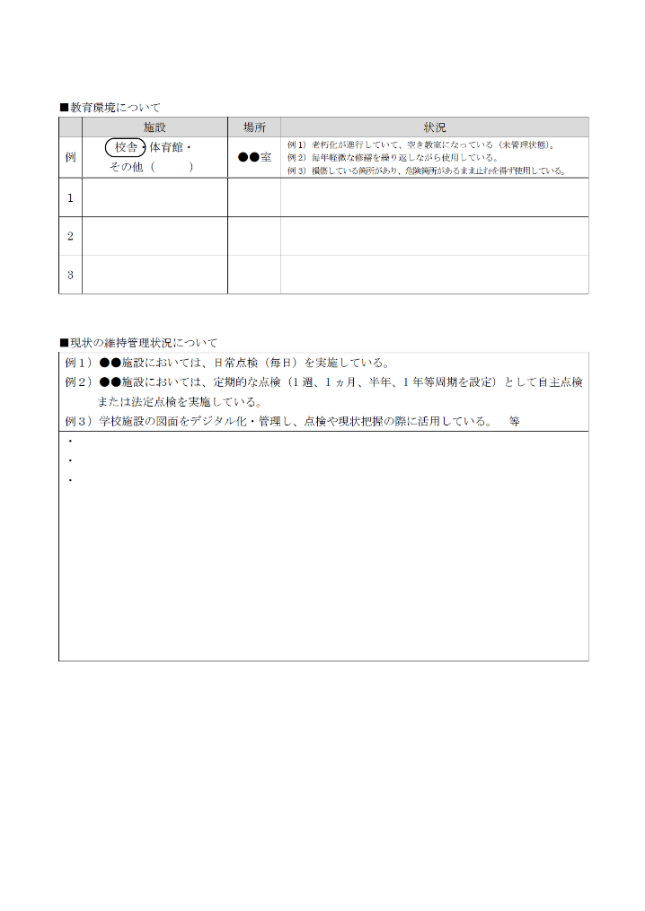 ■教育環境について
施設 場所 状況
例 校舎・体育館・ その他（　　　） ●●室
例1）老朽化が進行していて、空き教室になっている（未管理状態）。
例2）毎年軽微な修繕を繰り返しながら使用している。
例3）損傷している箇所があり、危険箇所があるまま止む得ず使用している。
1
2
3
■現状の維持管理状況について
例１）●●施設においては、日常点検（毎日）を実施している。
例２）●●施設においては、定期的な点検（1週、1ヵ月、半年、1年等周期を設定）として自主点検
または法定点検を実施している。
例３）学校施設の図面をデジタル化・管理し、点検や現状把握の際に活用している。　等
・
・
・